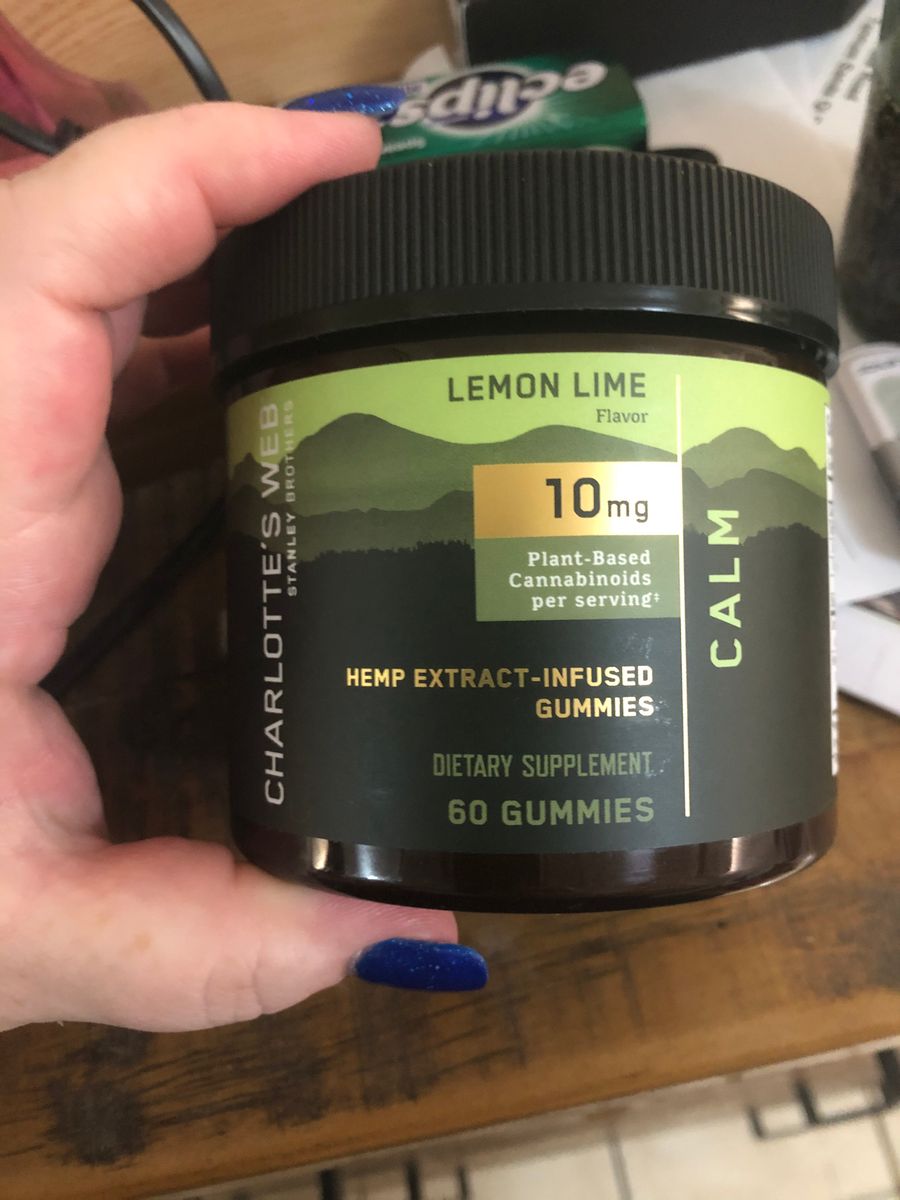 eclips
CHARLOTTE'S WEB
STANLEY BROTHERS
LEMON LIME
Flavor
10mg
Plant-Based
Cannabinoids
per serving‡
HEMP EXTRACT-INFUSED
GUMMIES
DIETARY SUPPLEMENT
60 GUMMIES
CALM